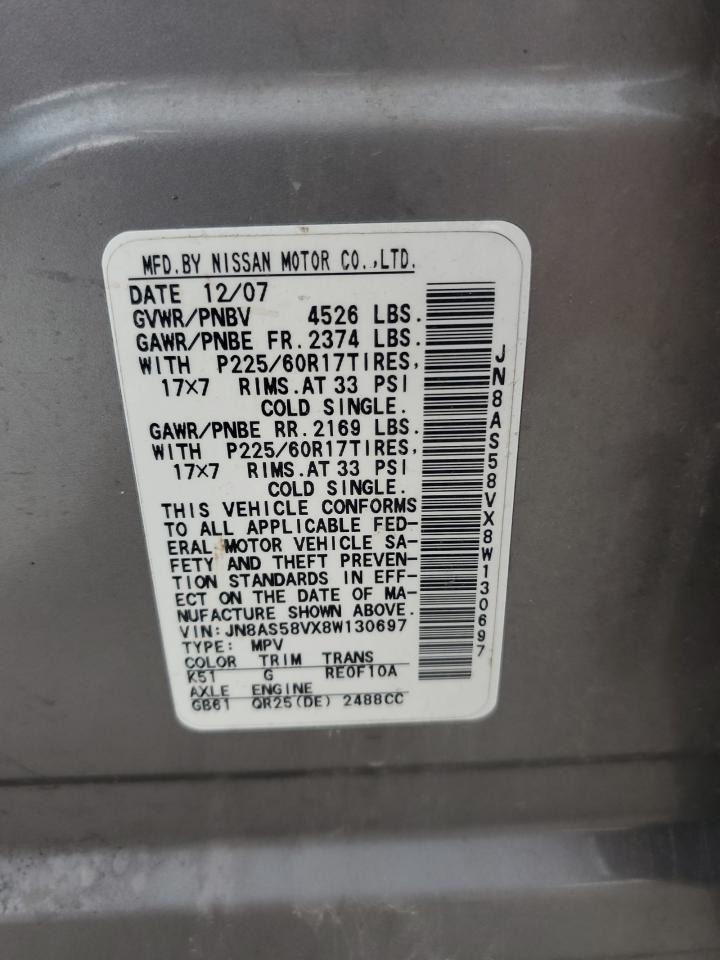 MFD.BY NISSAN MOTOR CO.,LTD.
DATE 12/07
GVWR/PNBV 4526 LBS.
GAWR/PNBE FR.2374 LBS.
WITH P225/60R17TIRES,
17×7 RIMS.AT 33 PSI
COLD SINGLE.
GAWR/PNBE RR.2169 LBS.
WITH P225/60R17TIRES,
17×7 RIMS.AT 33 PSI
COLD SINGLE.
THIS VEHICLE CONFORMS
TO ALL APPLICABLE FED-
ERAL MOTOR VEHICLE SA-
FETY AND THEFT PREVEN-
TION STANDARDS IN EFF-
ECT ON THE DATE OF MA-
NUFACTURE SHOWN ABOVE.
VIN:JN8AS58VX8W130697
TYPE: MPV
COLOR TRIM TRANS
K51 G RE0F10A
AXLE ENGINE
GB61 QR25(DE) 2488CC
JN8AS58VX8W130697